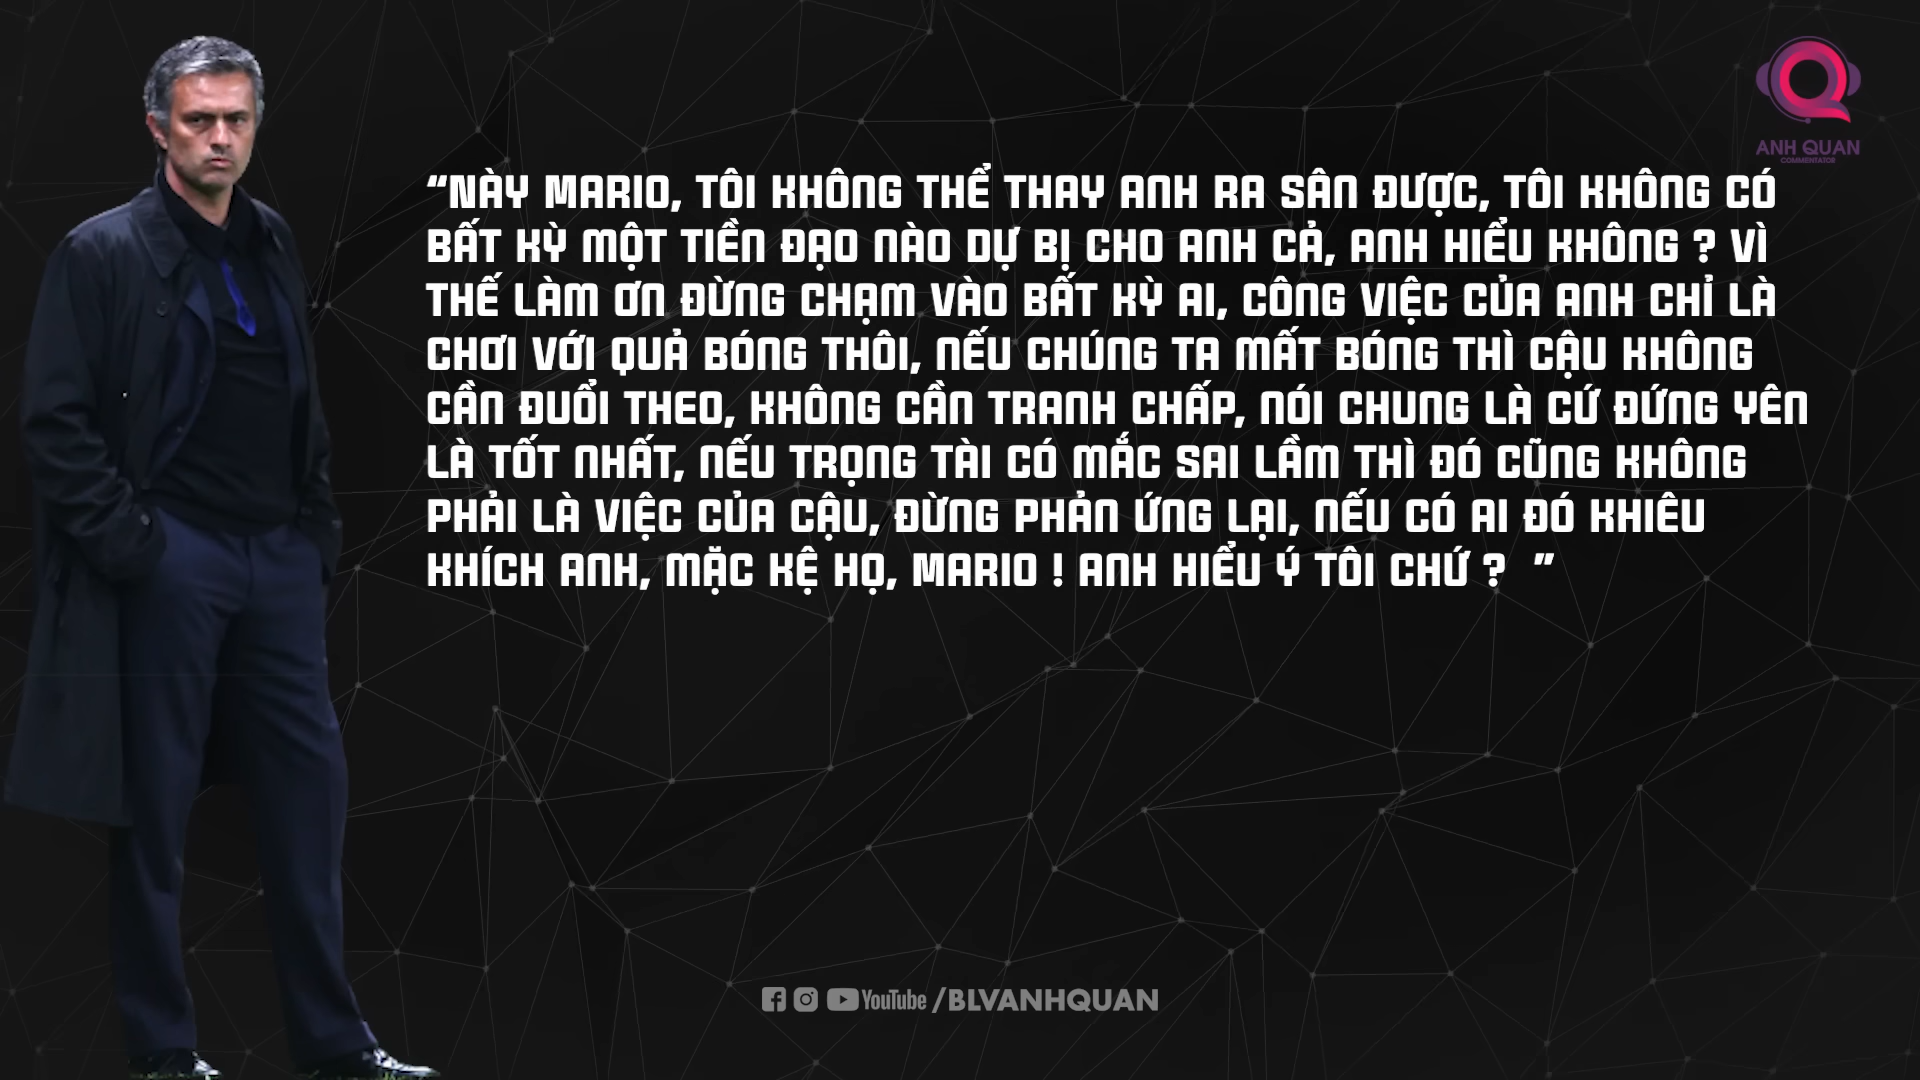 ANH QUAN
COMMENTATOR
“NÀY MARIO, TÔI KHÔNG THỂ THAY ANH RA SÂN ĐƯỢC, TÔI KHÔNG CÓ
BẤT KỲ MỘT TIỀN ĐẠO NÀO DỰ BỊ CHO ANH CẢ, ANH HIỂU KHÔNG ? VÌ
THẾ LÀM ƠN ĐỪNG CHẠM VÀO BẤT KỲ AI, CÔNG VIỆC CỦA ANH CHỈ LÀ
CHƠI VỚI QUẢ BÓNG THÔI, NẾU CHÚNG TA MẤT BÓNG THÌ CẬU KHÔNG
CẦN ĐUỔI THEO, KHÔNG CẦN TRANH CHẤP, NÓI CHUNG LÀ CỨ ĐỨNG YÊN
LÀ TỐT NHẤT, NẾU TRỌNG TÀI CÓ MẮC SAI LẦM THÌ ĐÓ CŨNG KHÔNG
PHẢI LÀ VIỆC CỦA CẬU, ĐỪNG PHẢN ỨNG LẠI, NẾU CÓ AI ĐÓ KHIÊU
KHÍCH ANH, MẶC KỆ HỌ, MARIO ! ANH HIỂU Ý TÔI CHỨ ? ”
YouTube /BLVANHQUAN